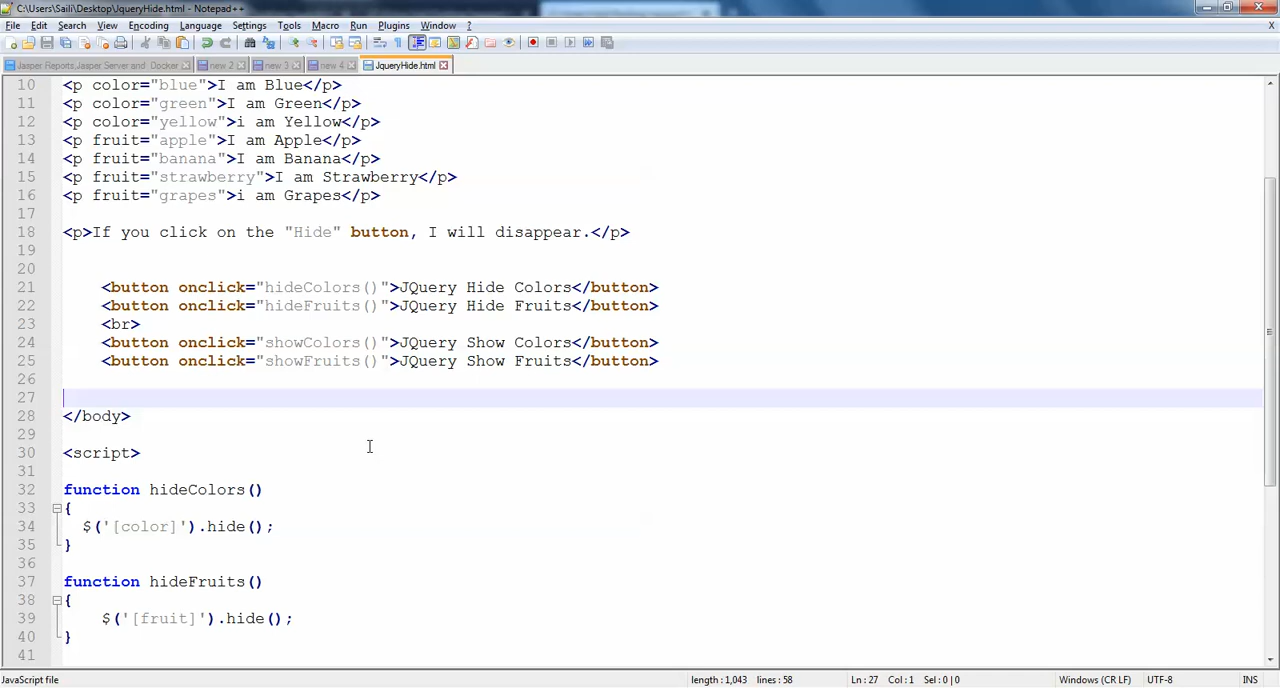 C:\Users\Saili\Desktop\JqueryHide.html - Notepad++
File Edit Search View Encoding Language Settings Tools Macro Run Plugins Window ?
X
Jasper Reports,Jasper Server and Docker new 2 new 3 new 4 JqueryHide.html
10 <p color="blue">I am Blue</p>
11 <p color="green">I am Green</p>
12 <p color="yellow">i am Yellow</p>
13 <p fruit="apple">I am Apple</p>
14 <p fruit="banana">I am Banana</p>
15 <p fruit="strawberry">I am Strawberry</p>
16 <p fruit="grapes">i am Grapes</p>
17
18 <p>If you click on the "Hide" button, I will disappear.</p>
19
20
21 <button onclick="hideColors()">JQuery Hide Colors</button>
22 <button onclick="hideFruits()">JQuery Hide Fruits</button>
23 <br>
24 <button onclick="showColors()">JQuery Show Colors</button>
25 <button onclick="showFruits()">JQuery Show Fruits</button>
26
27
28 </body>
29
30 <script>
31
32 function hideColors()
33 {
34 $('[color]').hide();
35 }
36
37 function hideFruits()
38 {
39 $('[fruit]').hide();
40 }
41
JavaScript file length : 1,043 lines : 58 Ln : 27 Col : 1 Sel : 0 | 0 Windows (CR LF) UTF-8 INS